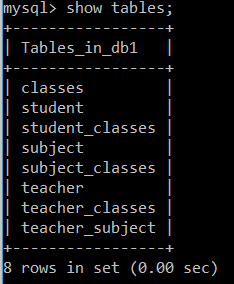 mysql> show tables;
+-----------------+
| Tables_in_db1   |
+-----------------+
| classes         |
| student         |
| student_classes |
| subject         |
| subject_classes |
| teacher         |
| teacher_classes |
| teacher_subject |
+-----------------+
8 rows in set (0.00 sec)